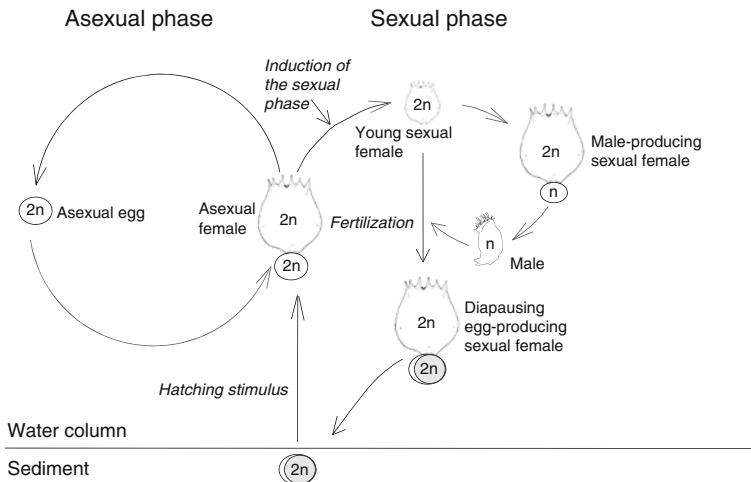 Asexual phase
Sexual phase
Induction of
the sexual
phase
2n
Young sexual
female
2n
Male-producing
sexual female
n
2n
Asexual egg
Asexual
female
2n
2n
Fertilization
n
Male
2n
Diapausing
egg-producing
sexual female
2n
Hatching stimulus
Water column
Sediment
2n